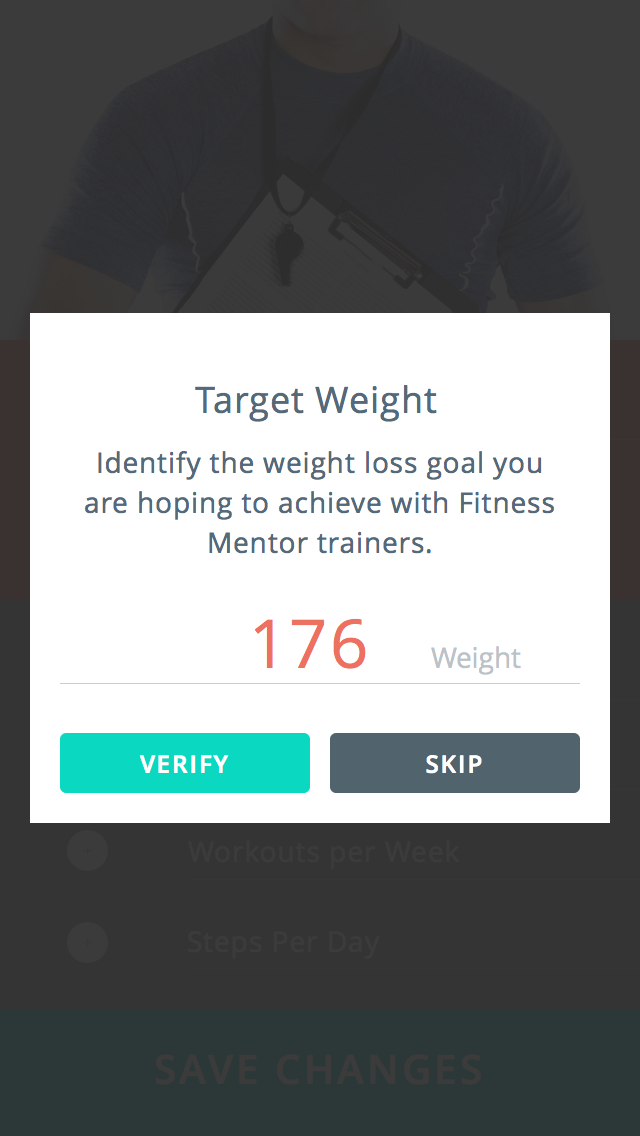 Target Weight
Identify the weight loss goal you
are hoping to achieve with Fitness
Mentor trainers.
176 Weight
VERIFY SKIP
Workouts per Week
Steps Per Day
SAVE CHANGES